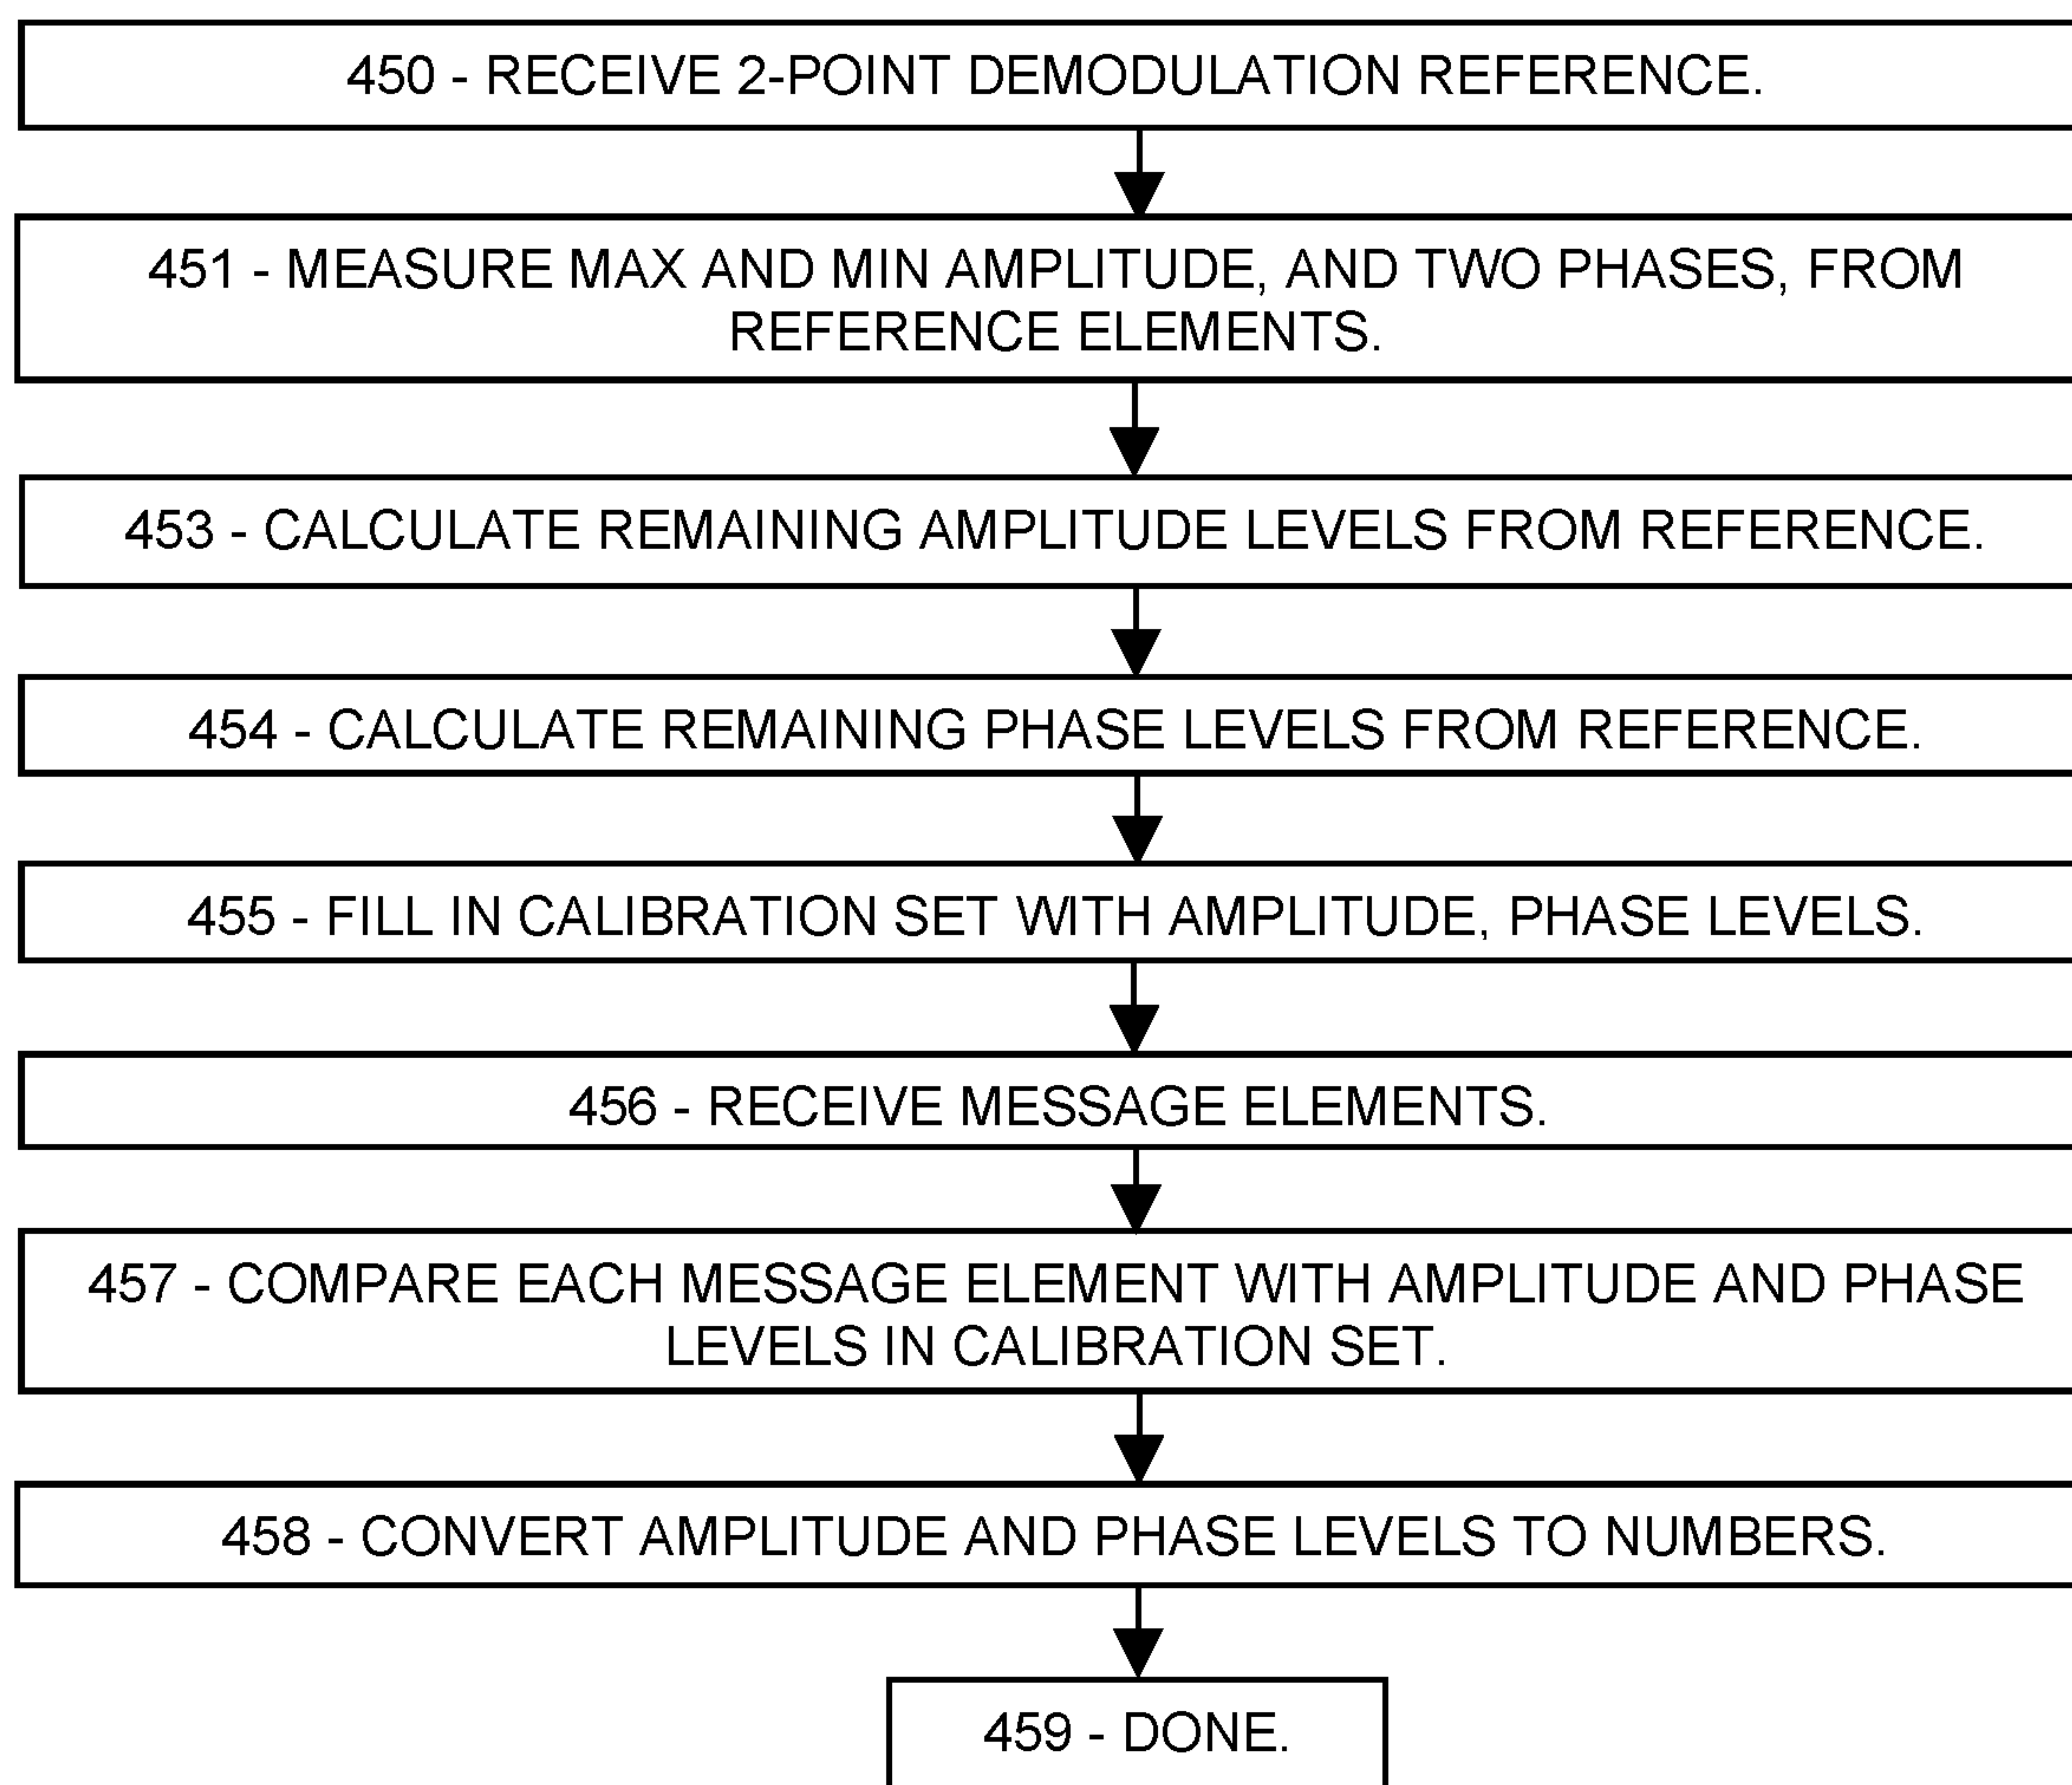 450 - RECEIVE 2-POINT DEMODULATION REFERENCE.
451 - MEASURE MAX AND MIN AMPLITUDE, AND TWO PHASES, FROM
REFERENCE ELEMENTS.
453 - CALCULATE REMAINING AMPLITUDE LEVELS FROM REFERENCE.
454 - CALCULATE REMAINING PHASE LEVELS FROM REFERENCE.
455 - FILL IN CALIBRATION SET WITH AMPLITUDE, PHASE LEVELS.
456 - RECEIVE MESSAGE ELEMENTS.
457 - COMPARE EACH MESSAGE ELEMENT WITH AMPLITUDE AND PHASE
LEVELS IN CALIBRATION SET.
458 - CONVERT AMPLITUDE AND PHASE LEVELS TO NUMBERS.
459 - DONE.